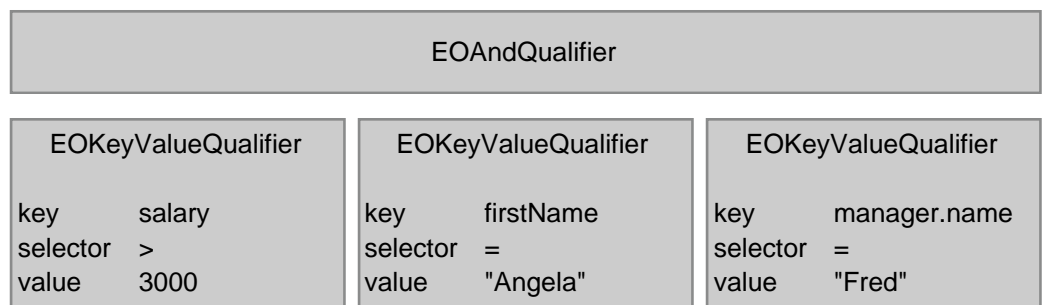 EOAndQualifier
EOKeyValueQualifier
key salary
selector >
value 3000
EOKeyValueQualifier
key firstName
selector =
value "Angela"
EOKeyValueQualifier
key manager.name
selector =
value "Fred"